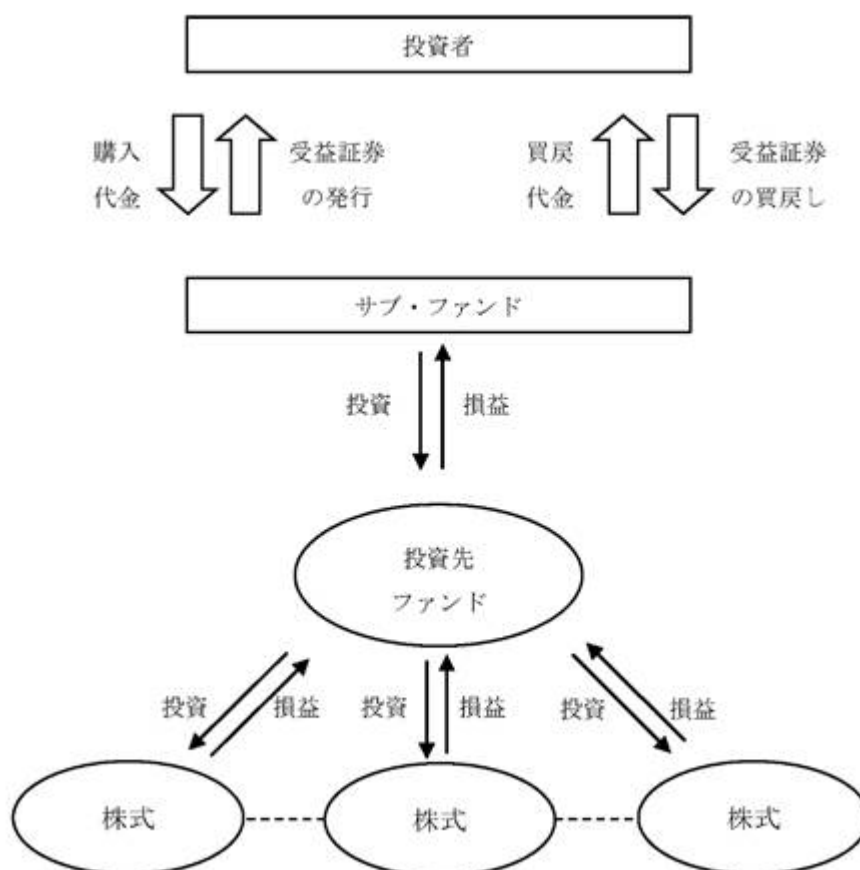 投資者
購入
代金
受益証券
の発行
買戻
代金
受益証券
の買戻し
サブ・ファンド
投資
損益
投資先
ファンド
投資
損益
投資
損益
投資
損益
株式
株式
株式